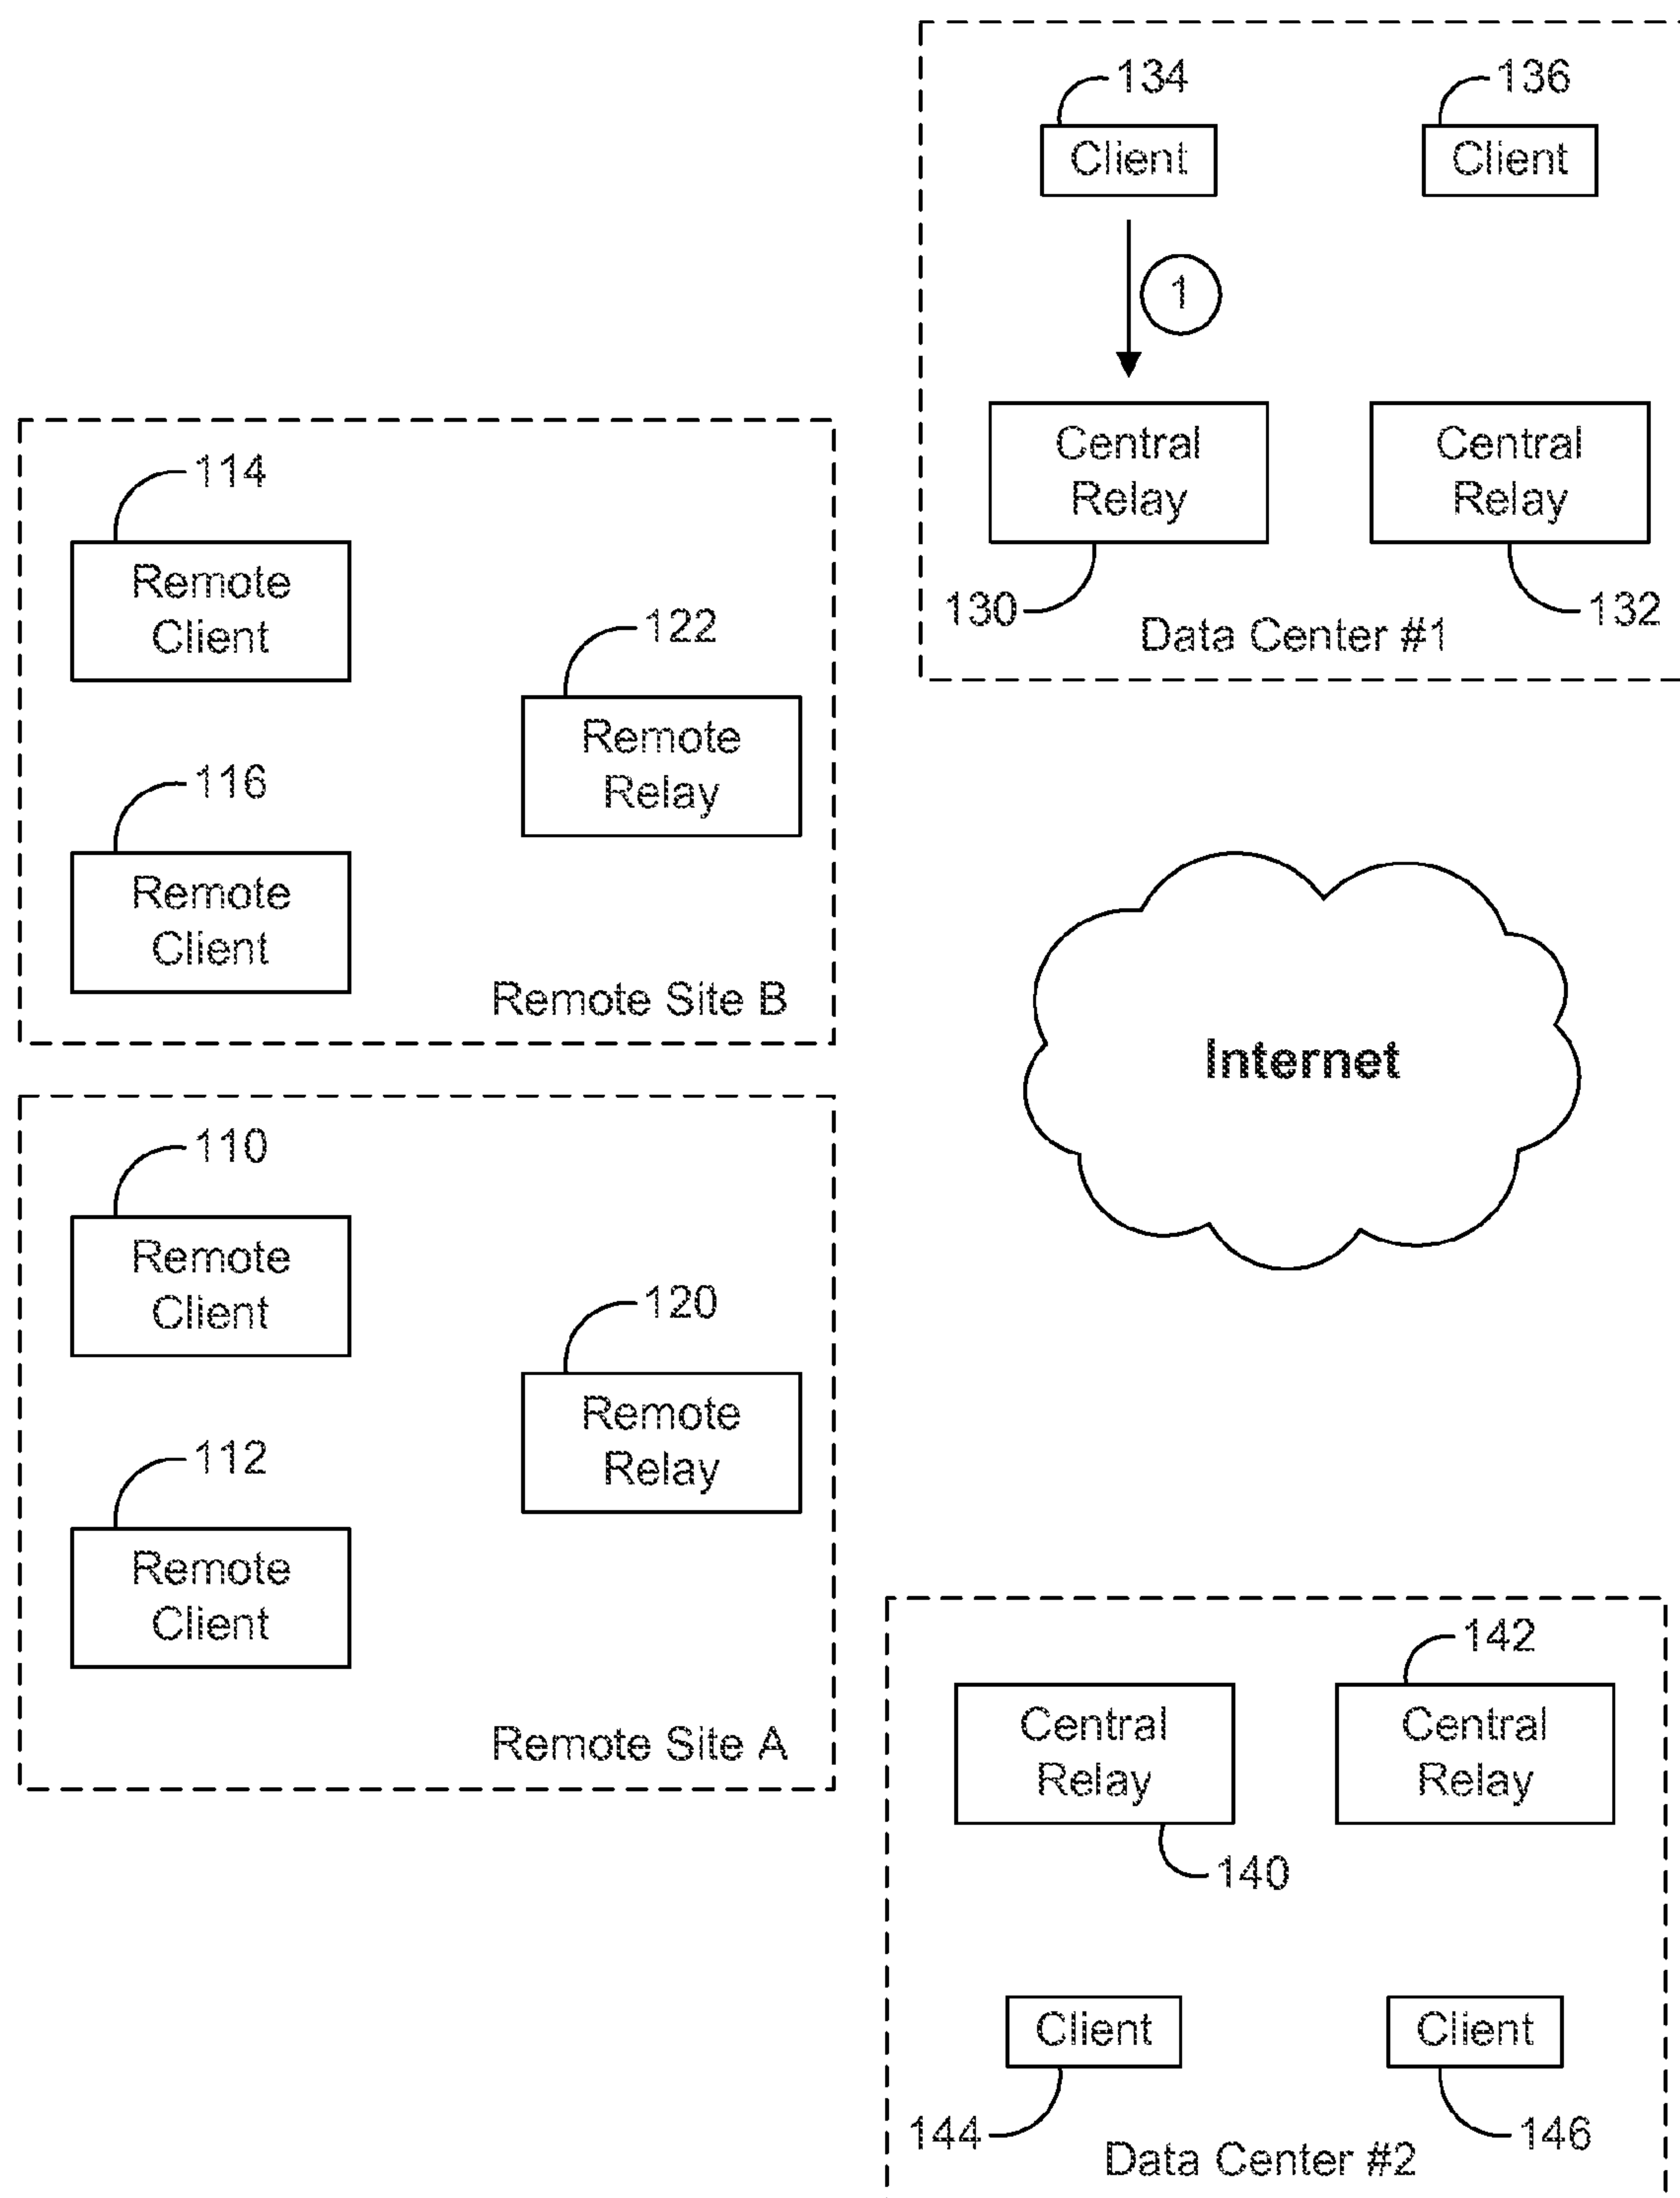 134
136
Client
Client
1
Central
Relay
Central
Relay
130
132
Data Center #1
114
Remote
Client
122
Remote
Relay
116
Remote
Client
Remote Site B
Internet
110
Remote
Client
120
Remote
Relay
112
Remote
Client
Remote Site A
142
Central
Relay
Central
Relay
140
Client
Client
144
146
Data Center #2